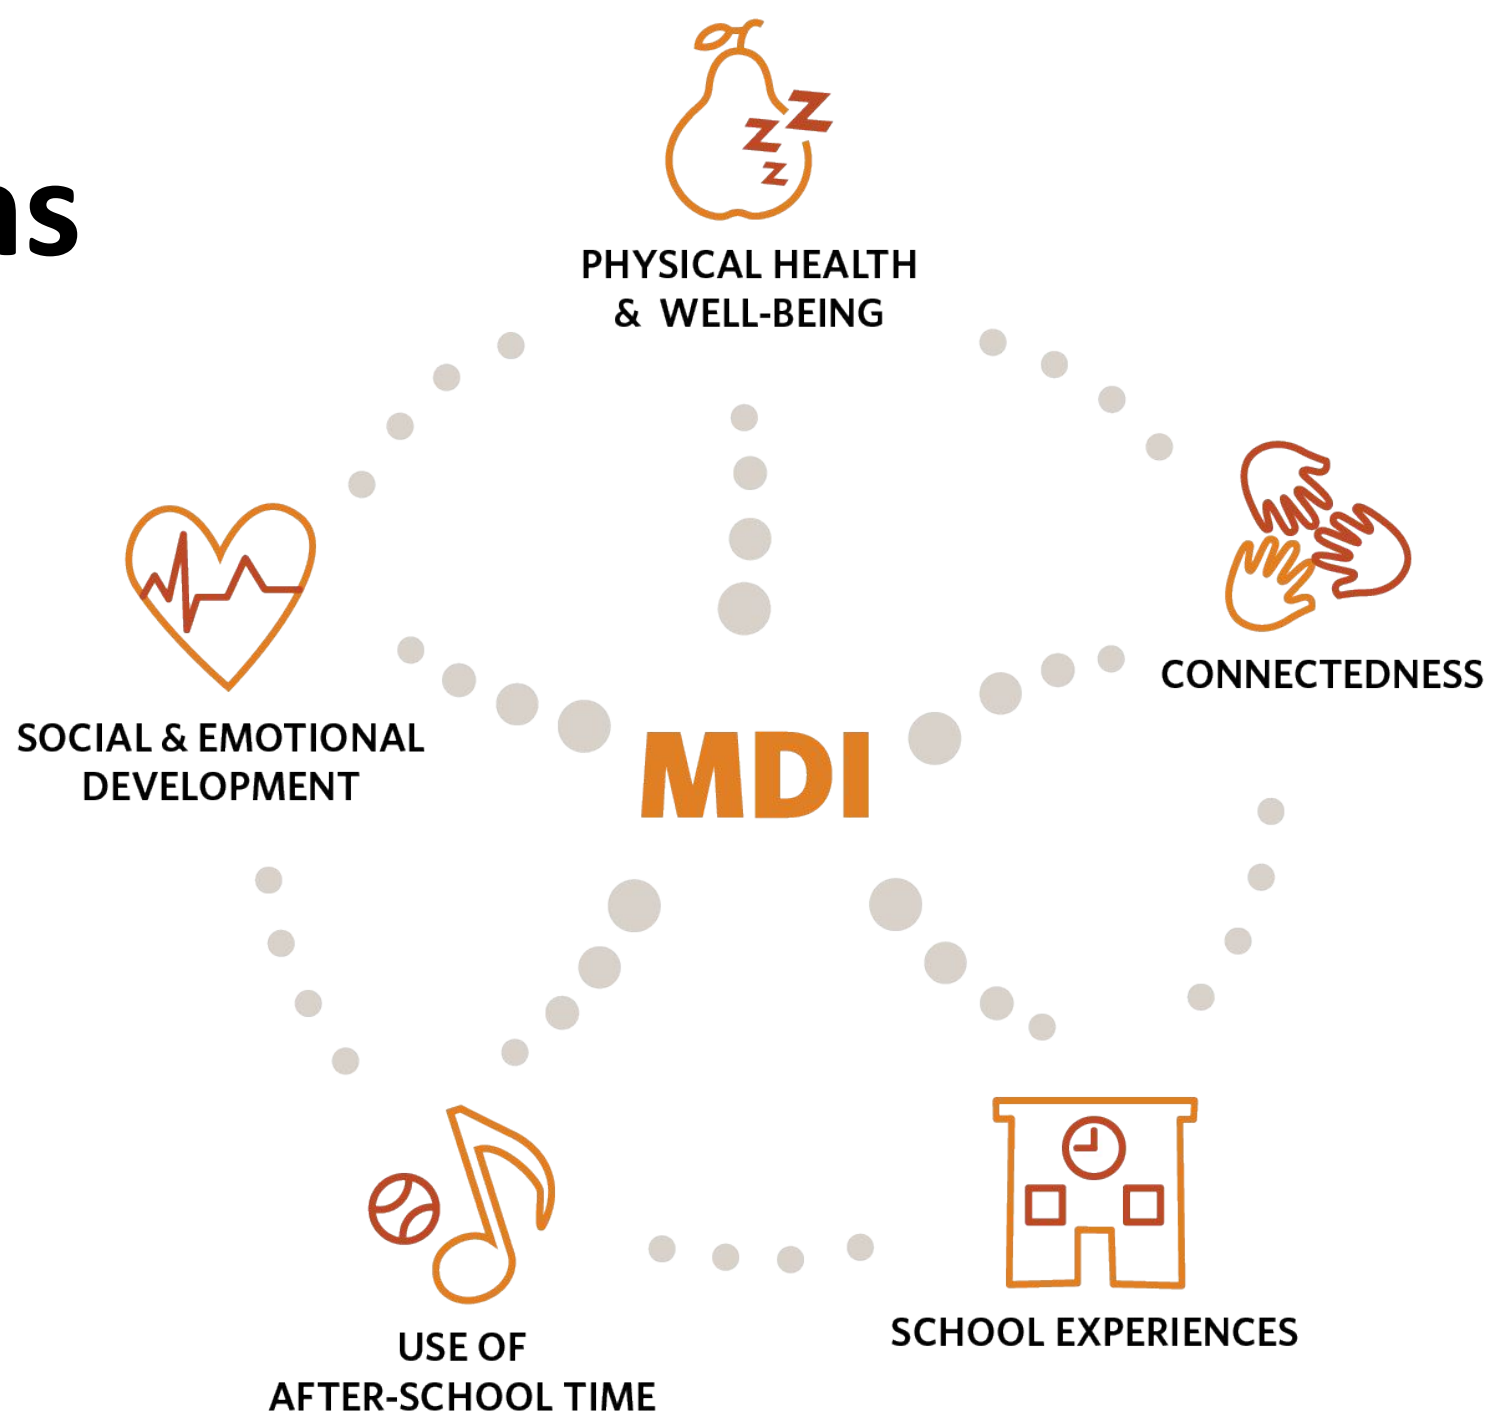 ns
PHYSICAL HEALTH
& WELL-BEING
CONNECTEDNESS
SOCIAL & EMOTIONAL
DEVELOPMENT
MDI
USE OF
AFTER-SCHOOL TIME
SCHOOL EXPERIENCES